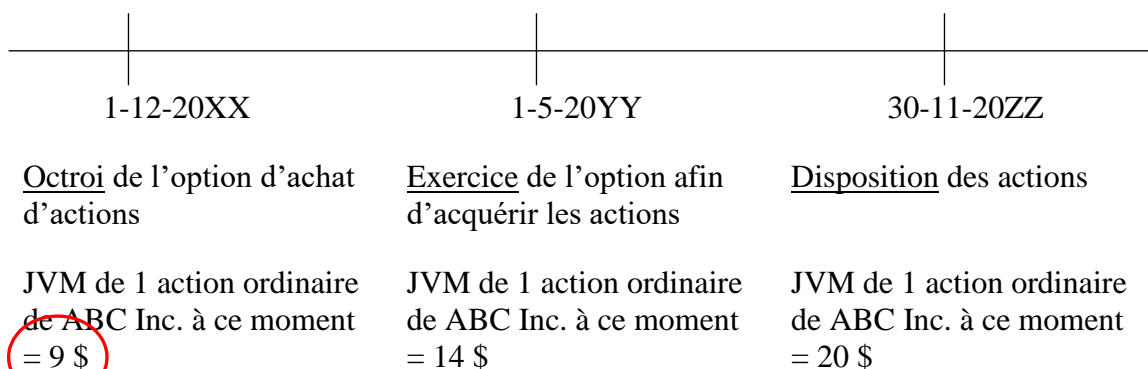 1-12-20XX
1-5-20YY
30-11-20ZZ
Octroi de l'option d'achat
d'actions
Exercice de l'option afin
d'acquérir les actions
Disposition des actions
JVM de 1 action ordinaire
de ABC Inc. à ce moment
= 9 $
JVM de 1 action ordinaire
de ABC Inc. à ce moment
= 14 $
JVM de 1 action ordinaire
de ABC Inc. à ce moment
= 20 $